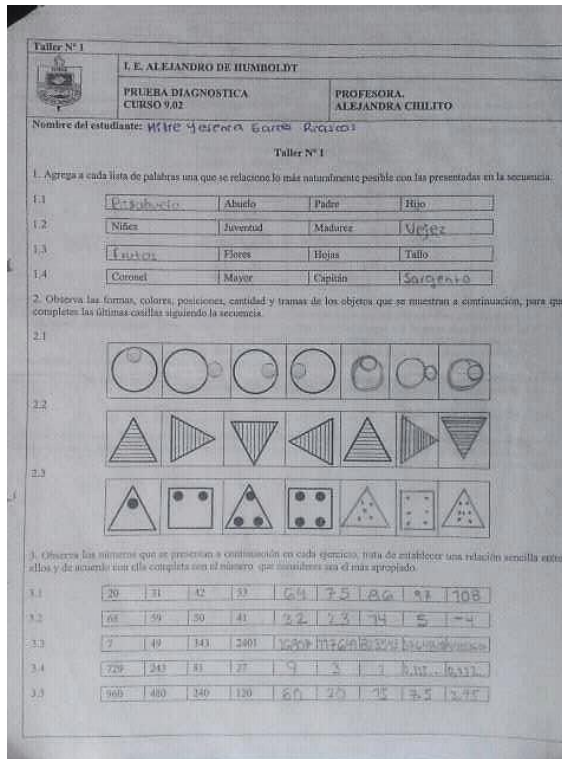 Taller N° 1
I. E. ALEJANDRO DE HUMBOLDT
PRUEBA DIAGNOSTICA
CURSO 9.02
PROFESORA.
ALEJANDRA CHILITO
Nombre del estudiante: Yesenia Riascos
Taller N° 1
1. Agrega a cada lista de palabras una que se relacione lo más naturalmente posible con las presentadas en la secuencia.
1.1 Bisabuelo Abuelo Padre Hijo
1.2 Niñez Juventud Madurez Vejez
1.3 Frutos Flores Hojas Tallo
1.4 Coronel Mayor Capitán Sargento
2. Observa las formas, colores, posiciones, cantidad y tramas de los objetos que se muestran a continuación, para que
completes las últimas casillas siguiendo la secuencia.
2.1
2.2
2.3
3. Observa los números que se presentan a continuación en cada ejercicio, trata de establecer una relación sencilla entre
ellos y de acuerdo con ella completa con el número que consideres sea el más apropiado.
3.1 20 31 42 53 64 75 86 97 108
3.2 68 59 50 41 32 23 14 5 -4
3.3 7 49 343 2401 16807 117649
3.4 729 243 81 27 9 3
3.5 960 480 240 120 60 7.5